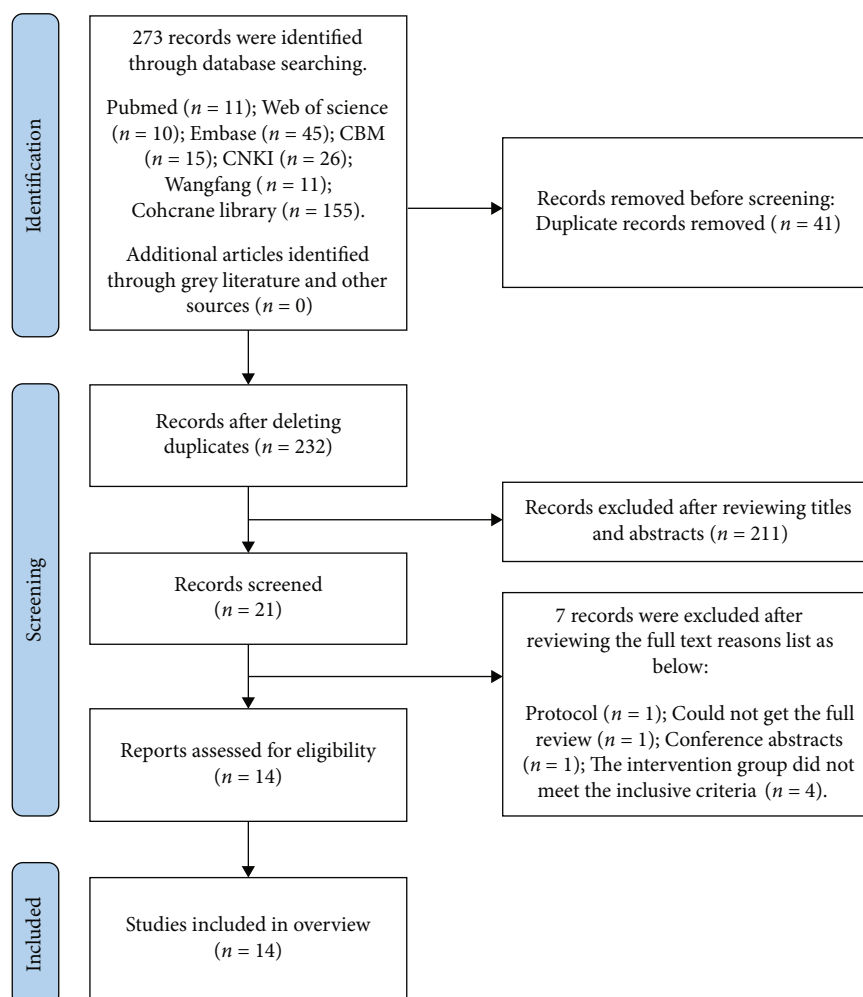 Identification
273 records were identified
through database searching.
Pubmed (n = 11); Web of science
(n = 10); Embase (n = 45); CBM
(n = 15); CNKI (n = 26);
Wangfang (n = 11);
Cohcrane library (n = 155).
Additional articles identified
through grey literature and other
sources (n = 0)
Records removed before screening:
Duplicate records removed (n = 41)
Screening
Records after deleting
duplicates (n = 232)
Records excluded after reviewing titles
and abstracts (n = 211)
Records screened
(n = 21)
7 records were excluded after
reviewing the full text reasons list as
below:
Protocol (n = 1); Could not get the full
review (n = 1); Conference abstracts
(n = 1); The intervention group did not
meet the inclusive criteria (n = 4).
Reports assessed for eligibility
(n = 14)
Included
Studies included in overview
(n = 14)